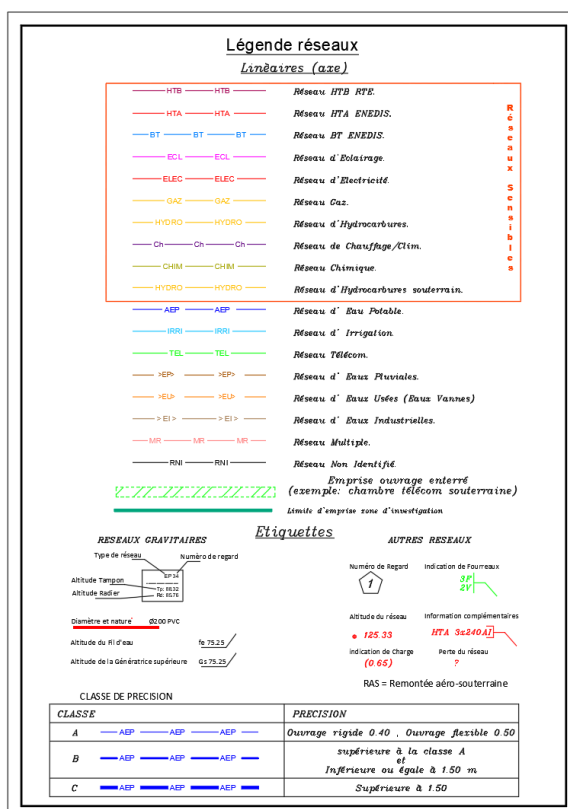 Légende réseaux
Linéaires (axe)
HTB HTB Réseau HTB RTE.
HTA HTA Réseau HTA ENEDIS.
BT BT BT Réseau BT ENEDIS.
ECL ECL Réseau d'Eclairage.
ELEC ELEC Réseau d'Electricité.
GAZ GAZ Réseau Gaz.
HYDRO HYDRO Réseau d'Hydrocarbures.
Ch Ch Ch Réseau de Chauffage/Clim.
CHIM CHIM Réseau Chimique.
HYDRO HYDRO Réseau d'Hydrocarbures souterrain.
Réseaux Sensibles
AEP AEP Réseau d' Eau Potable.
IRRI IRRI Réseau d' Irrigation
TEL TEL Réseau Télécom.
>EP> >EP> Réseau d' Eaux Pluviales.
>EU> >EU> Réseau d' Eaux Usées (Eaux Vannes)
>EI> >EI> Réseau d' Eaux Industrielles.
MR MR MR Réseau Multiple.
RNI RNI Réseau Non Identifié.
Emprise ouvrage enterré
(exemple: chambre télécom souterraine)
Limite d'emprise zone d'investigation
Etiquettes
RESEAUX GRAVITAIRES
Type de réseau
Numéro de regard
EP 34
Altitude Tampon
Tp: 68.32
Altitude Radier
Ra: 65.78
Diamètre et nature Ø200 PVC
Altitude du Fil d'eau fe 75.25
Altitude de la Génératrice supérieure Gs 75.25
AUTRES RESEAUX
Numéro de Regard
Indication de Fourreaux
1
3F
2V
Altitude du réseau
Information complémentaires
125.33
HTA 3x240Al
Indication de Charge
Perte du réseau
(0.65)
?
RAS = Remontée aéro-souterraine
CLASSE DE PRECISION
CLASSE PRECISION
A AEP AEP AEP Ouvrage rigide 0.40 , Ouvrage flexible 0.50
B AEP AEP AEP supérieure à la classe A
et
Inférieure ou égale à 1.50 m
C AEP AEP AEP Supérieure à 1.50